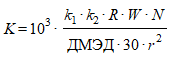 K = 10³ · (k₁ · k₂ · R · W · N) / (ДМЭД · 30 · r²)